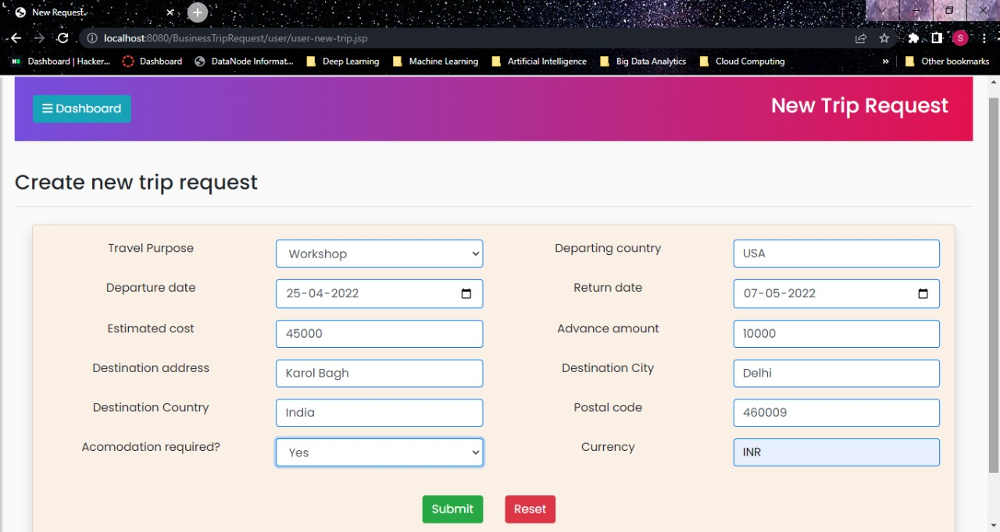 New Request.
localhost:8080/BusinessTripRequest/user/user-new-trip.jsp
S
Dashboard | Hacker... Dashboard DataNode Informat... Deep Learning Machine Learning Artificial Intelligence Big Data Analytics Cloud Computing » Other bookmarks
Dashboard New Trip Request
Create new trip request
Travel Purpose Workshop Departing country USA
Departure date 25-04-2022 Return date 07-05-2022
Estimated cost 45000 Advance amount 10000
Destination address Karol Bagh Destination City Delhi
Destination Country India Postal code 460009
Acomodation required? Yes Currency INR
Submit Reset